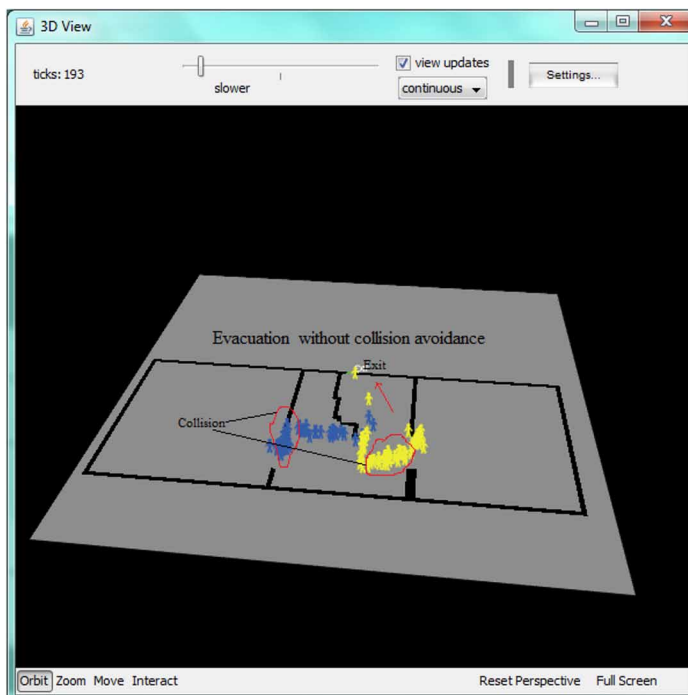 3D View
ticks: 193
slower
view updates
continuous
Settings...
Evacuation without collision avoidance
Exit
Collision
Orbit Zoom Move Interact Reset Perspective Full Screen